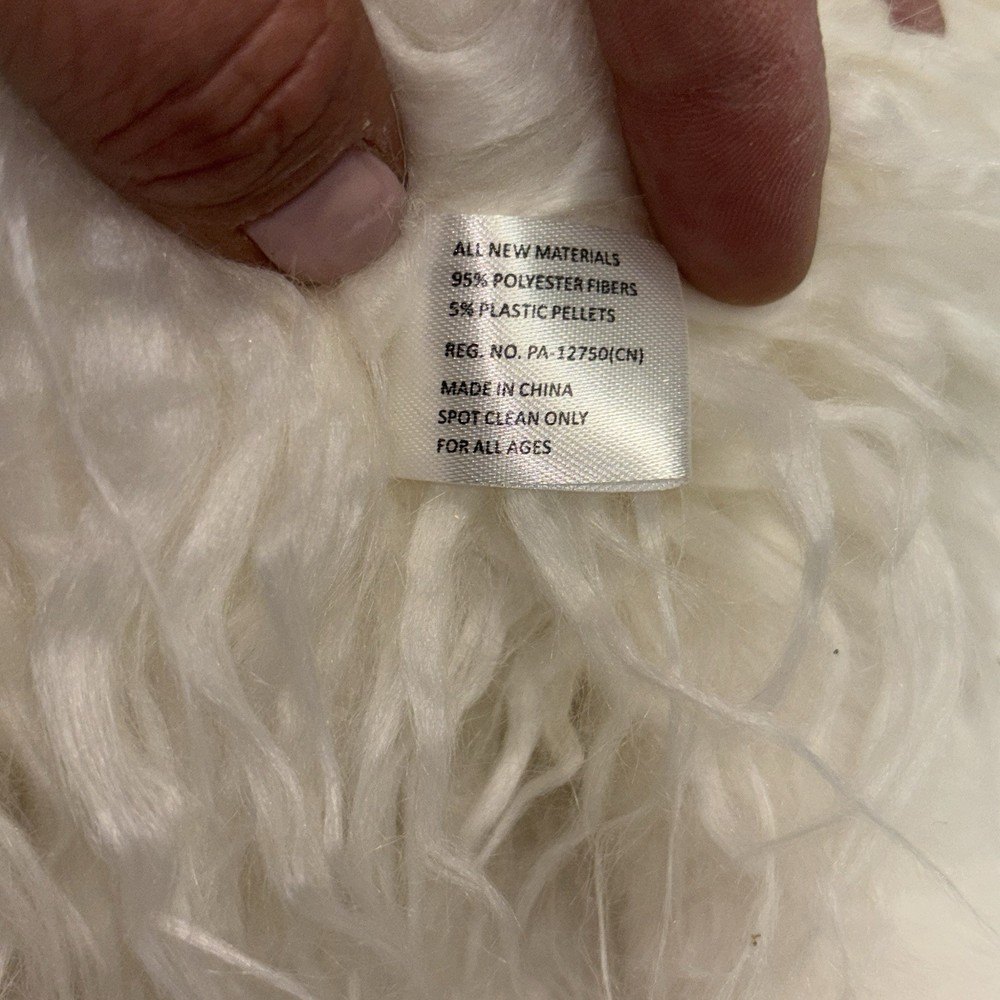 ALL NEW MATERIALS
95% POLYESTER FIBERS
5% PLASTIC PELLETS
REG. NO. PA-12750(CN)
MADE IN CHINA
SPOT CLEAN ONLY
FOR ALL AGES